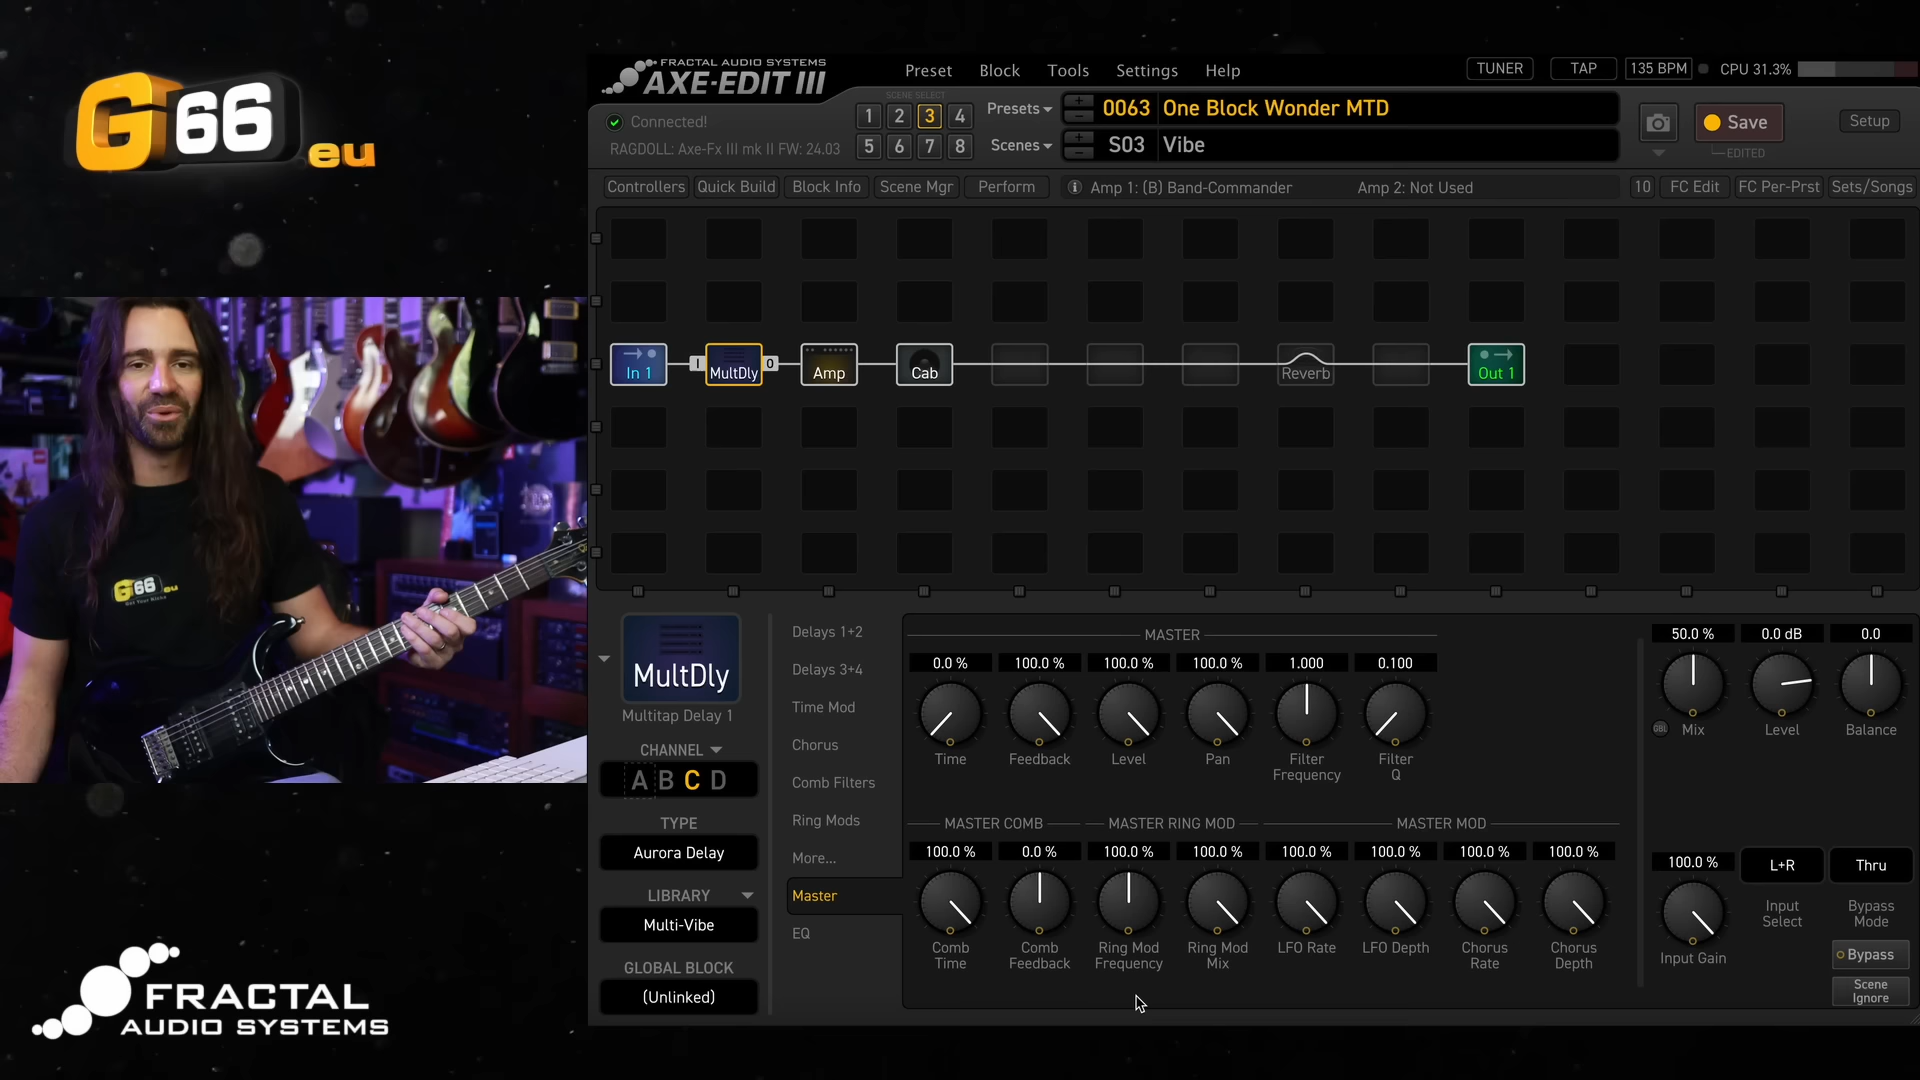 G66
eu
FRACTAL AUDIO SYSTEMS
AXE-EDIT III
Preset Block Tools Settings Help
TUNER TAP 135 BPM CPU 31.3%
SCENE SELECT
1 2 3 4
5 6 7 8
Connected!
RAGDOLL: Axe-Fx III mk II FW: 24.03
Presets 0063 One Block Wonder MTD
Scenes S03 Vibe
Save
EDITED
Setup
Controllers Quick Build Block Info Scene Mgr Perform
Amp 1: (B) Band-Commander Amp 2: Not Used
10 FC Edit FC Per-Prst Sets/Songs
In 1 I MultDly O Amp Cab Reverb Out 1
G66.eu
MultDly
Multitap Delay 1
CHANNEL
A B C D
TYPE
Aurora Delay
LIBRARY
Multi-Vibe
GLOBAL BLOCK
(Unlinked)
Delays 1+2
Delays 3+4
Time Mod
Chorus
Comb Filters
Ring Mods
More...
Master
EQ
MASTER
0.0 % 100.0 % 100.0 % 100.0 % 1.000 0.100
Time Feedback Level Pan Filter Frequency Filter Q
MASTER COMB MASTER RING MOD MASTER MOD
100.0 % 0.0 % 100.0 % 100.0 % 100.0 % 100.0 % 100.0 % 100.0 %
Comb Time Comb Feedback Ring Mod Frequency Ring Mod Mix LFO Rate LFO Depth Chorus Rate Chorus Depth
50.0 % 0.0 dB 0.0
GBL Mix Level Balance
100.0 % L+R Thru
Input Gain Input Select Bypass Mode
Bypass
Scene Ignore
FRACTAL
AUDIO SYSTEMS